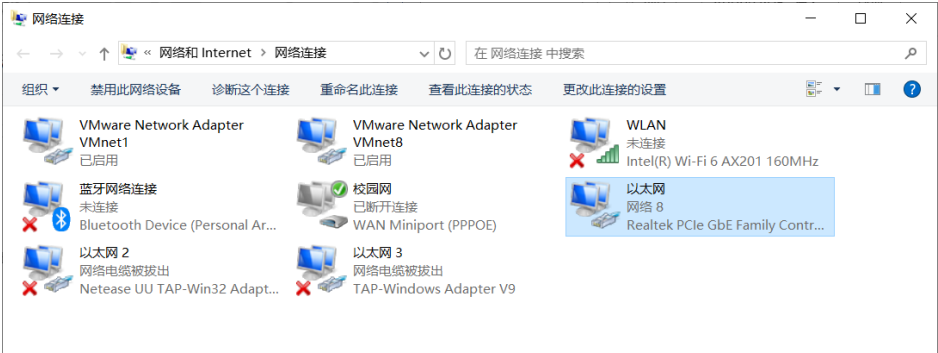 网络连接
« 网络和 Internet > 网络连接
在 网络连接 中搜索
组织 禁用此网络设备 诊断这个连接 重命名此连接 查看此连接的状态 更改此连接的设置
VMware Network Adapter VMnet1
已启用
VMware Network Adapter VMnet8
已启用
WLAN
未连接
Intel(R) Wi-Fi 6 AX201 160MHz
蓝牙网络连接
未连接
Bluetooth Device (Personal Ar...
校园网
已断开连接
WAN Miniport (PPPOE)
以太网
网络 8
Realtek PCIe GbE Family Contr...
以太网 2
网络电缆被拔出
Netease UU TAP-Win32 Adapt...
以太网 3
网络电缆被拔出
TAP-Windows Adapter V9